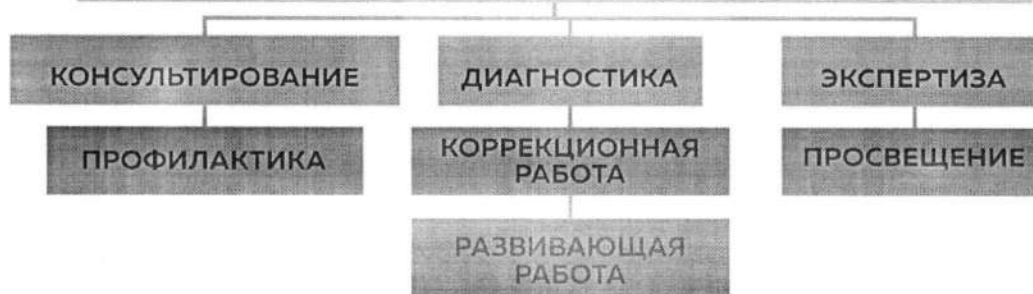 КОНСУЛЬТИРОВАНИЕ
ДИАГНОСТИКА
ЭКСПЕРТИЗА
ПРОФИЛАКТИКА
КОРРЕКЦИОННАЯ
РАБОТА
ПРОСВЕЩЕНИЕ
РАЗВИВАЮЩАЯ
РАБОТА